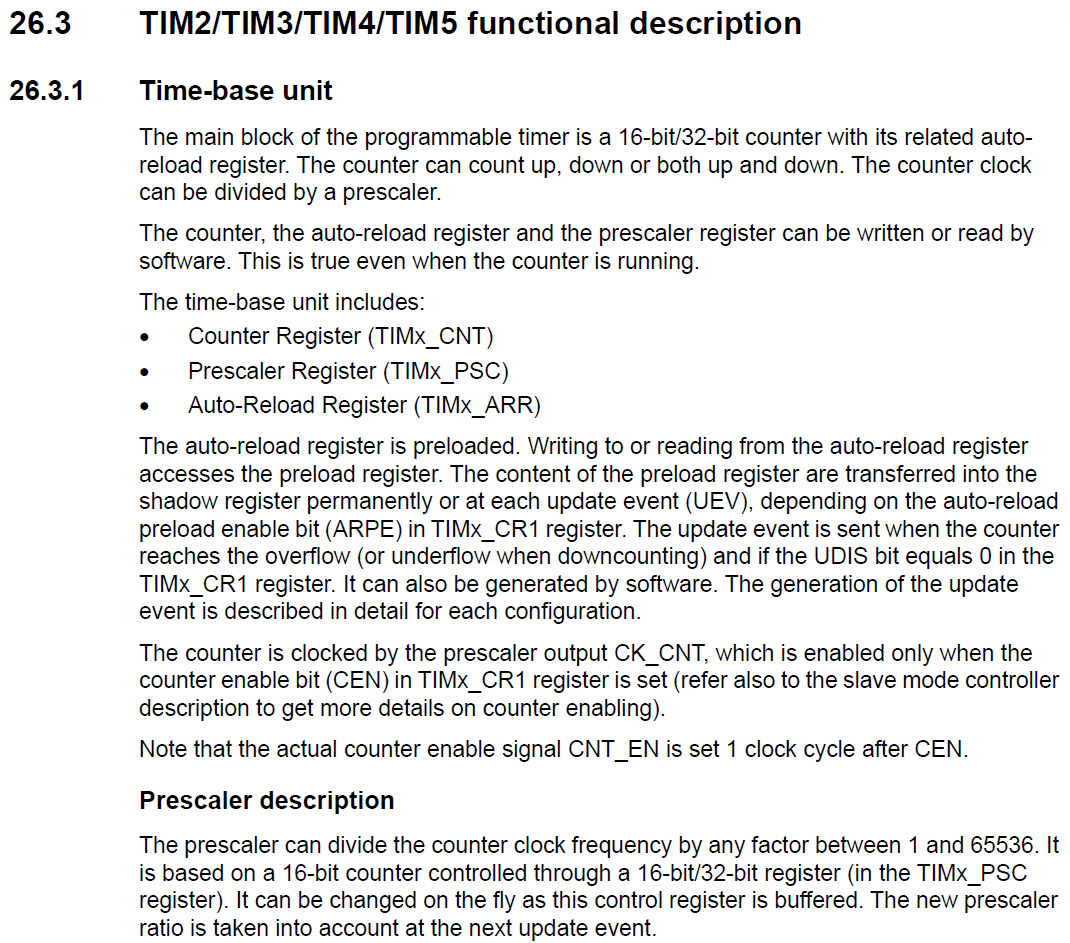 26.3 TIM2/TIM3/TIM4/TIM5 functional description
26.3.1 Time-base unit
The main block of the programmable timer is a 16-bit/32-bit counter with its related auto-
reload register. The counter can count up, down or both up and down. The counter clock
can be divided by a prescaler.
The counter, the auto-reload register and the prescaler register can be written or read by
software. This is true even when the counter is running.
The time-base unit includes:
• Counter Register (TIMx_CNT)
• Prescaler Register (TIMx_PSC)
• Auto-Reload Register (TIMx_ARR)
The auto-reload register is preloaded. Writing to or reading from the auto-reload register
accesses the preload register. The content of the preload register are transferred into the
shadow register permanently or at each update event (UEV), depending on the auto-reload
preload enable bit (ARPE) in TIMx_CR1 register. The update event is sent when the counter
reaches the overflow (or underflow when downcounting) and if the UDIS bit equals 0 in the
TIMx_CR1 register. It can also be generated by software. The generation of the update
event is described in detail for each configuration.
The counter is clocked by the prescaler output CK_CNT, which is enabled only when the
counter enable bit (CEN) in TIMx_CR1 register is set (refer also to the slave mode controller
description to get more details on counter enabling).
Note that the actual counter enable signal CNT_EN is set 1 clock cycle after CEN.
Prescaler description
The prescaler can divide the counter clock frequency by any factor between 1 and 65536. It
is based on a 16-bit counter controlled through a 16-bit/32-bit register (in the TIMx_PSC
register). It can be changed on the fly as this control register is buffered. The new prescaler
ratio is taken into account at the next update event.